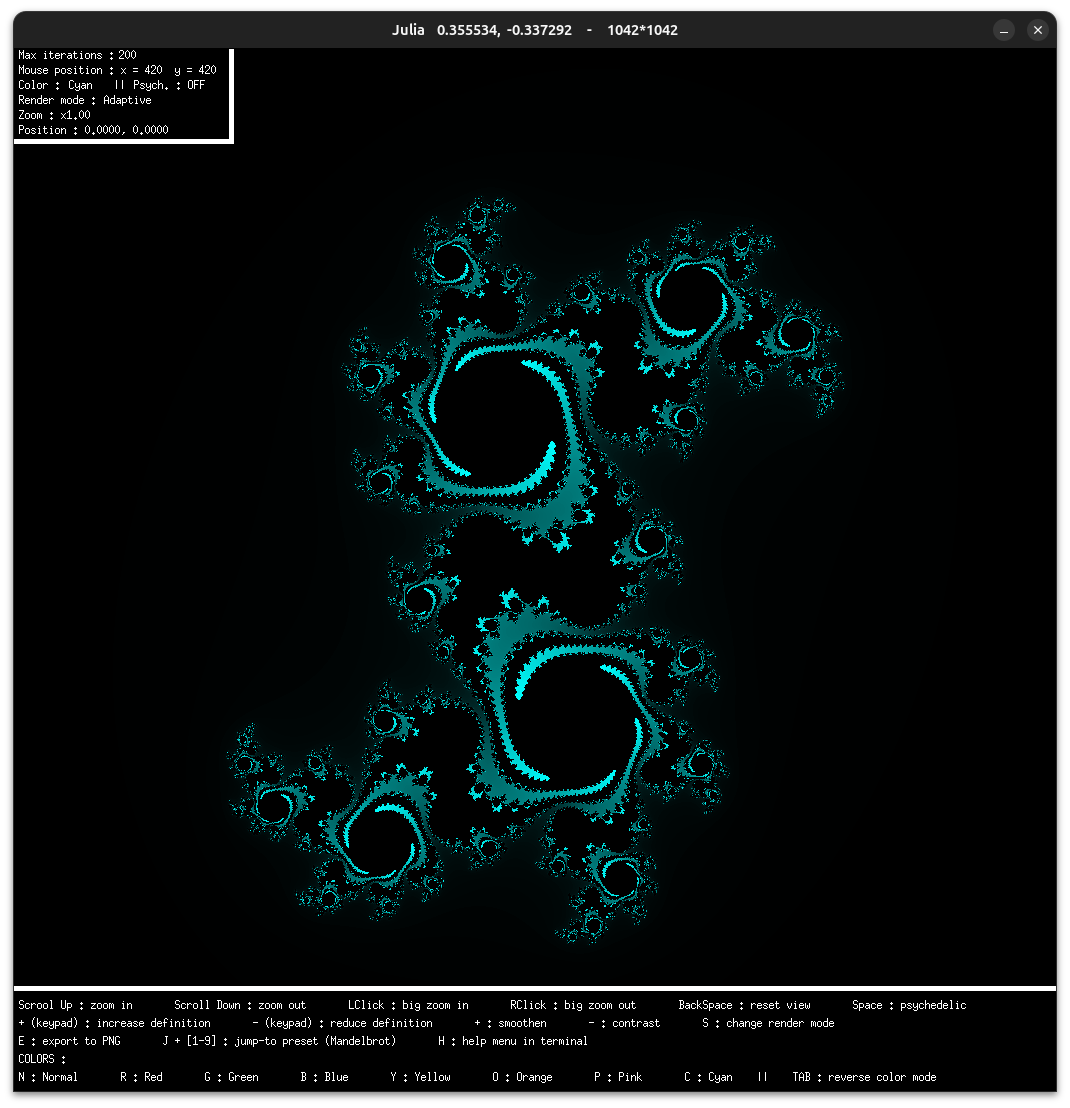 Julia 0.355534, -0.337292 - 1042*1042
Max iterations : 200
Mouse position : x = 420 y = 420
Color : Cyan || Psych. : OFF
Render mode : Adaptive
Zoom : x1.00
Position : 0.0000, 0.0000
Scrool Up : zoom in Scroll Down : zoom out LClick : big zoom in RClick : big zoom out BackSpace : reset view Space : psychedelic
+ (keypad) : increase definition - (keypad) : reduce definition + : smoothen - : contrast S : change render mode
E : export to PNG J + [1-9] : jump-to preset (Mandelbrot) H : help menu in terminal
COLORS :
N : Normal R : Red G : Green B : Blue Y : Yellow O : Orange P : Pink C : Cyan || TAB : reverse color mode